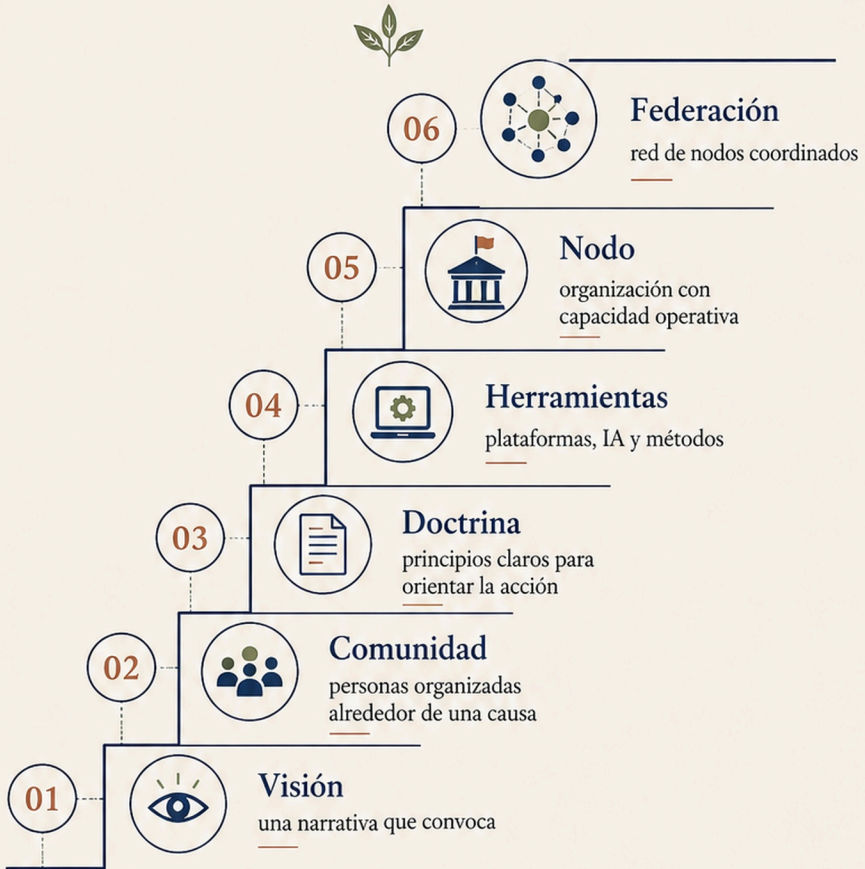 06
Federación
red de nodos coordinados
05
Nodo
organización con
capacidad operativa
04
Herramientas
plataformas, IA y métodos
03
Doctrina
principios claros para
orientar la acción
02
Comunidad
personas organizadas
alrededor de una causa
01
Visión
una narrativa que convoca